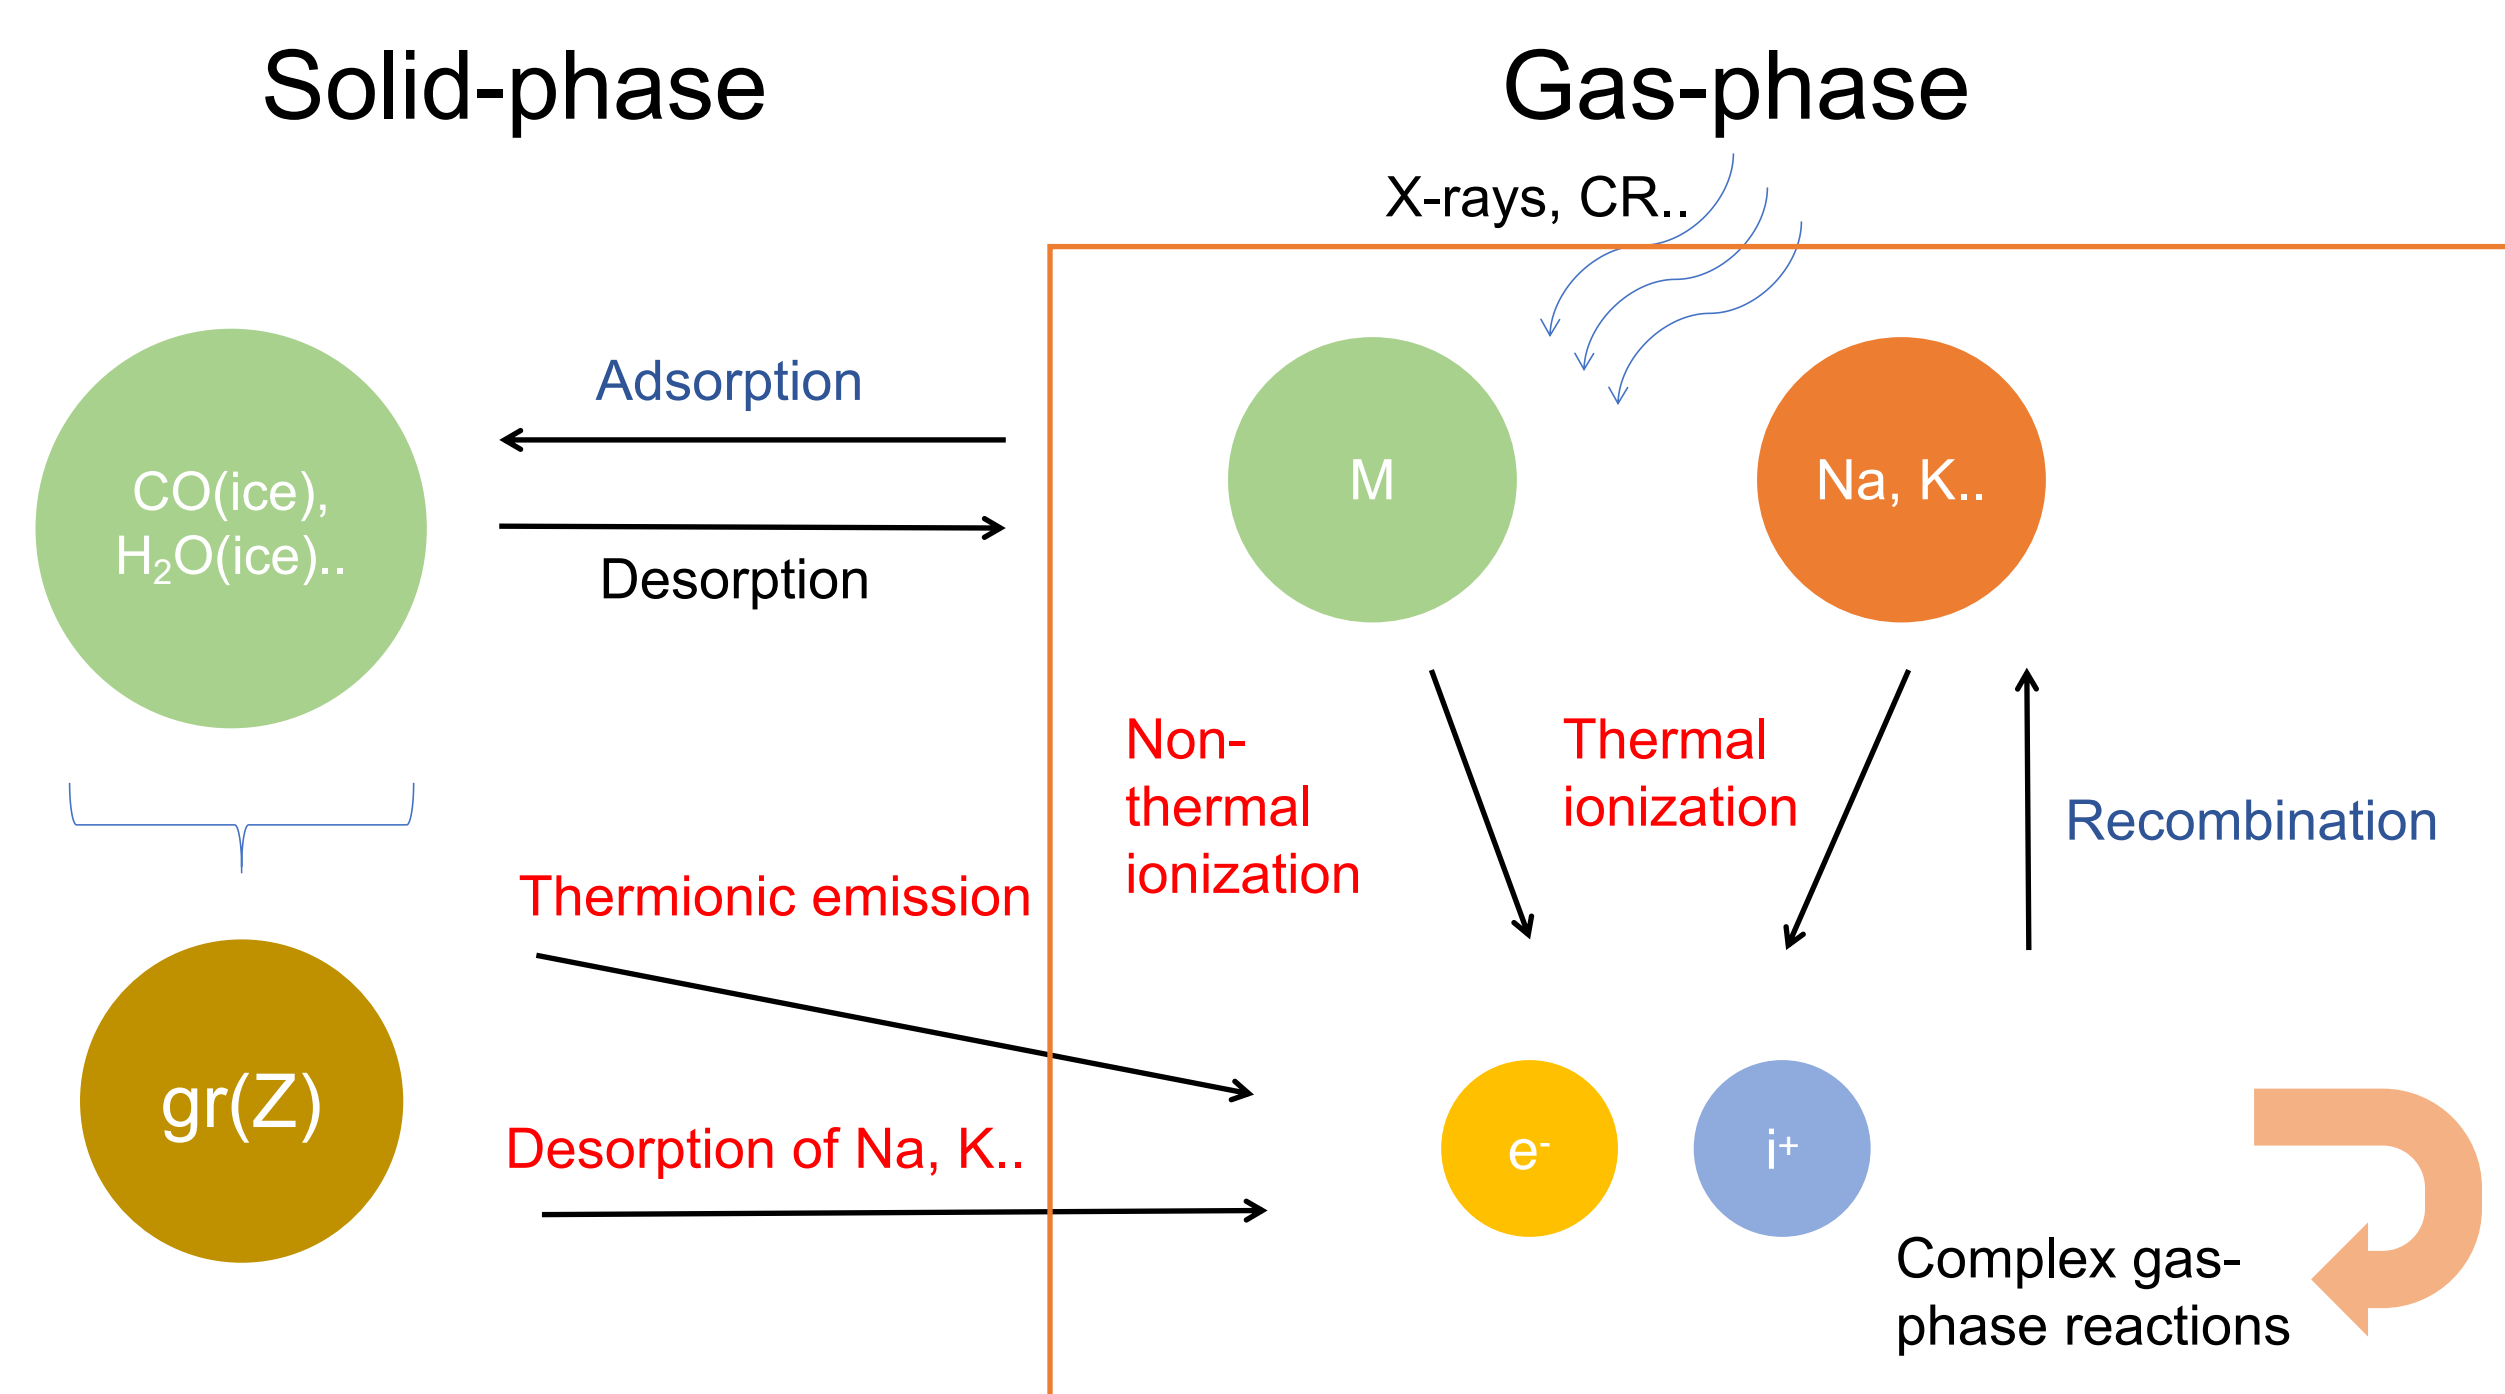 Solid-phase
Gas-phase
X-rays, CR..
Adsorption
CO(ice),
H₂O(ice)..
Desorption
M
Na, K..
Non-
thermal
ionization
Thermal
ionization
Recombination
Thermionic emission
gr(Z)
Desorption of Na, K..
e⁻
i⁺
Complex gas-
phase reactions